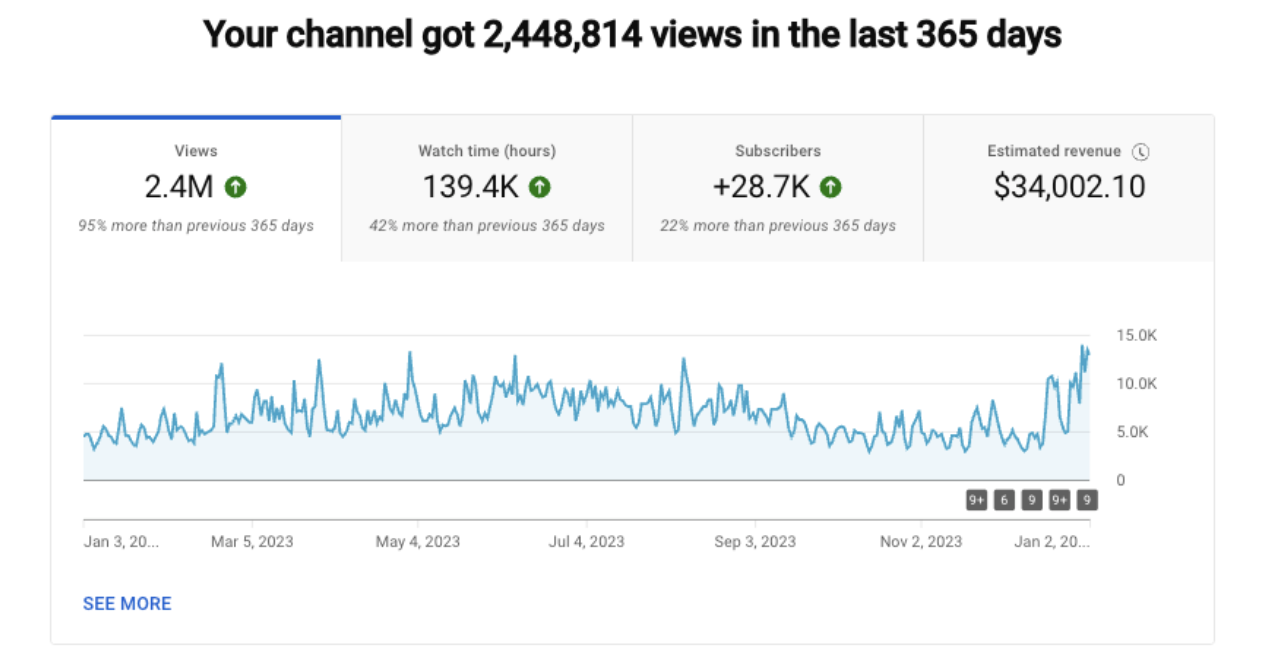 Your channel got 2,448,814 views in the last 365 days
Views
2.4M
95% more than previous 365 days
Watch time (hours)
139.4K
42% more than previous 365 days
Subscribers
+28.7K
22% more than previous 365 days
Estimated revenue
$34,002.10
15.0K
10.0K
5.0K
0
9+ 6 9 9+ 9
Jan 3, 20... Mar 5, 2023 May 4, 2023 Jul 4, 2023 Sep 3, 2023 Nov 2, 2023 Jan 2, 20...
SEE MORE